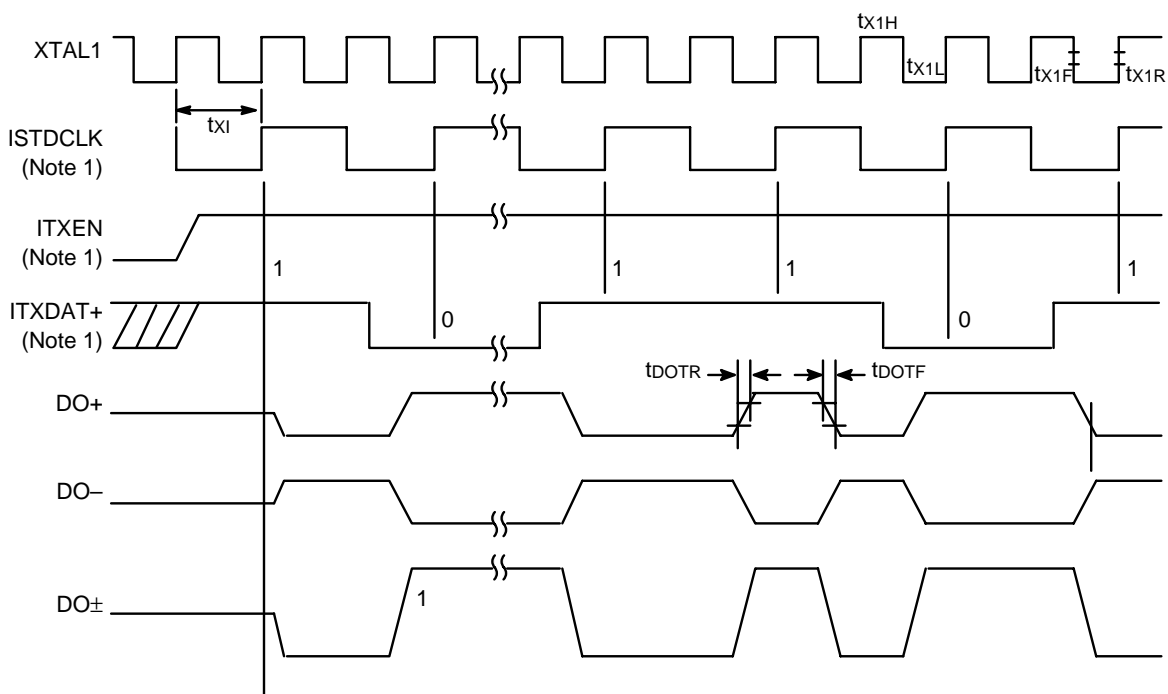 XTAL1
tX1H
tX1L
tX1F
tX1R
tXI
ISTDCLK
(Note 1)
ITXEN
(Note 1)
1
1
1
1
ITXDAT+
(Note 1)
0
0
tDOTR
tDOTF
DO+
DO–
DO±
1